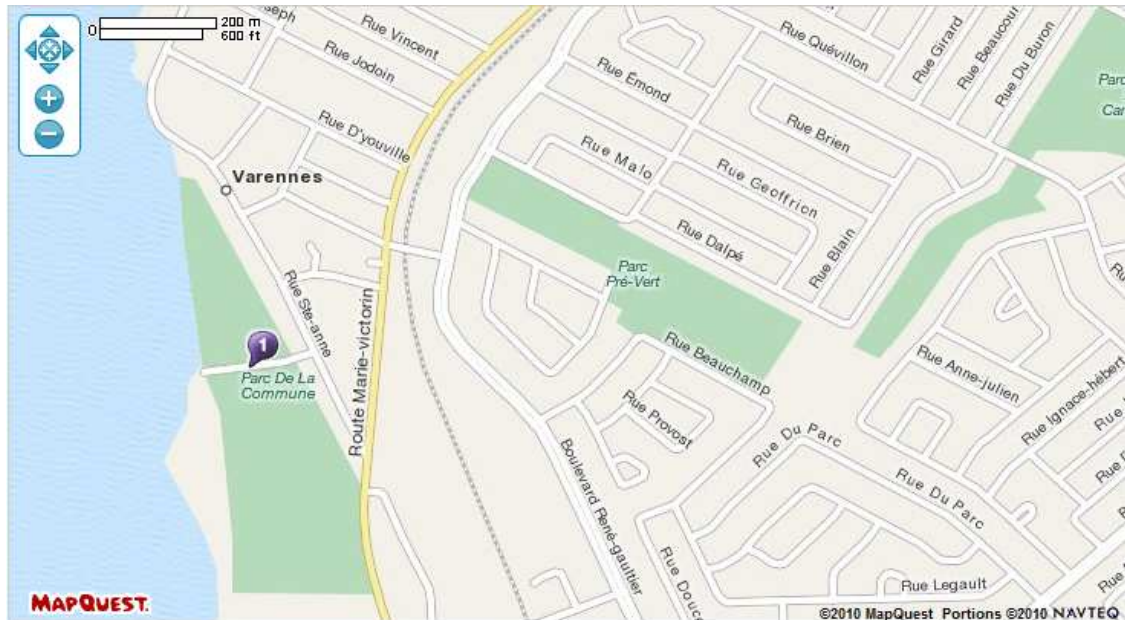 0
200 m
600 ft
Rue Vincent
Rue Jodoin
Rue D'youville
Varennes
Rue Ste-anne
Route Marie-victorin
1
Parc De La
Commune
Rue Émond
Rue Quévillon
Rue Girard
Rue Du Buron
Rue Malo
Rue Brien
Rue Geoffrion
Rue Dalpé
Rue Blain
Parc
Pré-Vert
Rue Beauchamp
Rue Provost
Boulevard René-gaultier
Rue Du Parc
Rue Du Parc
Rue Anne-julien
Rue Ignace-hébert
Rue Legault
MAPQUEST.
©2010 MapQuest Portions ©2010 NAVTEQ